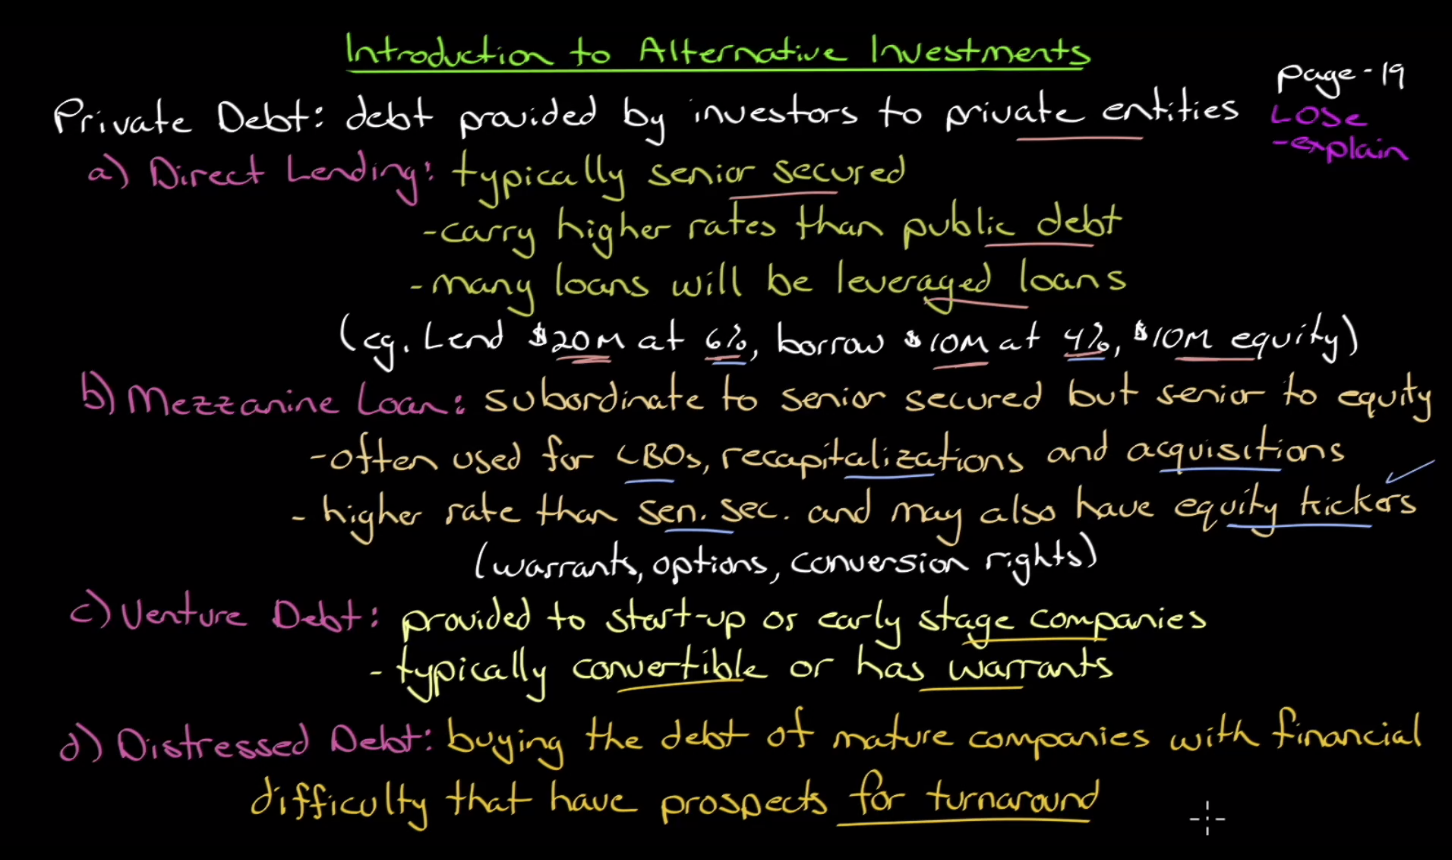 Introduction to Alternative Investments
page-19
Private Debt: debt provided by investors to private entities
LOSe
-explain
a) Direct Lending: typically senior secured
-carry higher rates than public debt
-many loans will be leveraged loans
(eg. Lend $20M at 6%, borrow $10M at 4%, $10M equity)
b) Mezzanine Loan: subordinate to senior secured but senior to equity
-often used for LBOs, recapitalizations and acquisitions
- higher rate than sen. sec. and may also have equity kickers
(warrants, options, conversion rights)
c) Venture Debt: provided to start-up or early stage companies
- typically convertible or has warrants
d) Distressed Debt: buying the debt of mature companies with financial
difficulty that have prospects for turnaround